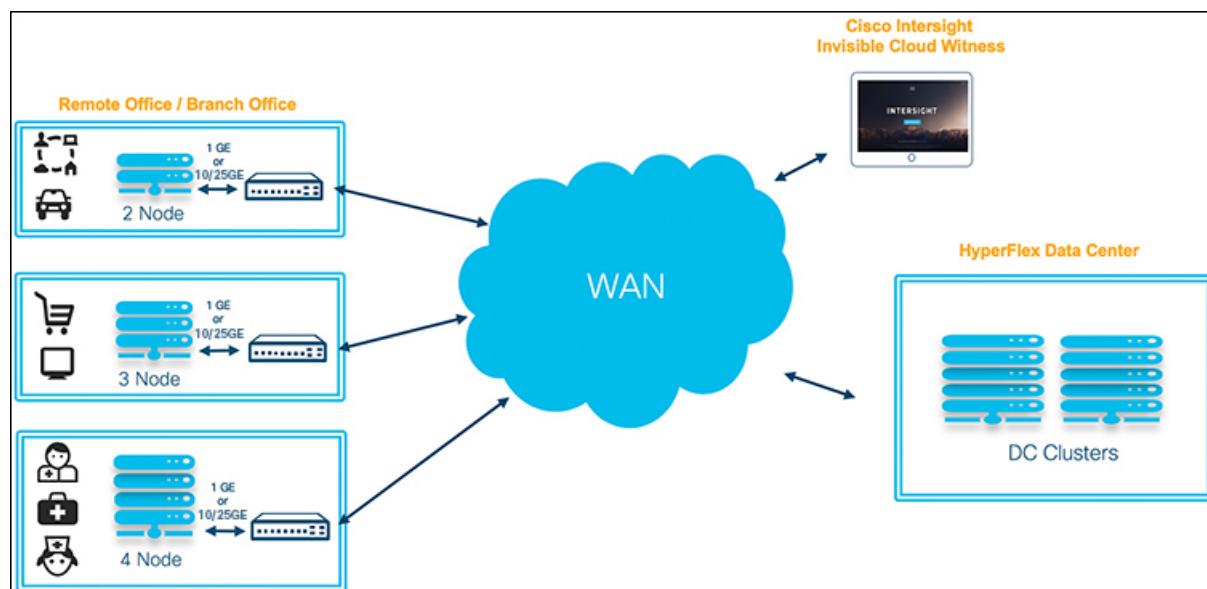 Cisco Intersight
Invisible Cloud Witness
INTERSIGHT
Remote Office / Branch Office
1 GE
or
10/25GE
2 Node
1 GE
or
10/25GE
3 Node
1 GE
or
10/25GE
4 Node
WAN
HyperFlex Data Center
DC Clusters